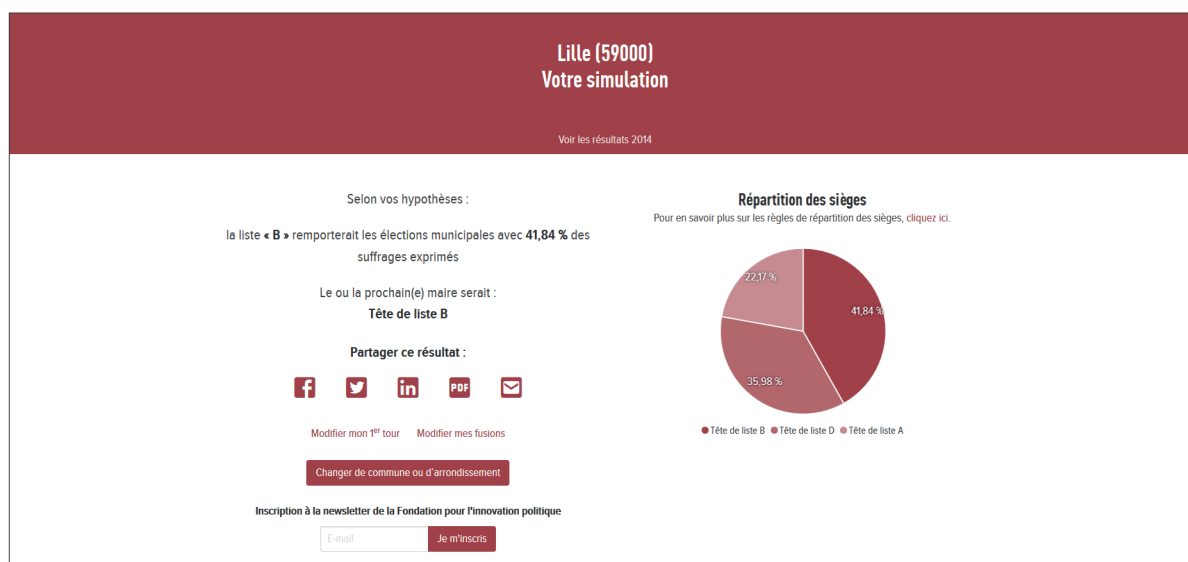 Lille (59000)
Votre simulation
Voir les résultats 2014
Selon vos hypothèses :
la liste « B » remporterait les élections municipales avec 41,84 % des
suffrages exprimés
Le ou la prochain(e) maire serait :
Tête de liste B
Partager ce résultat :
PDF
Modifier mon 1er tour Modifier mes fusions
Changer de commune ou d'arrondissement
Inscription à la newsletter de la Fondation pour l'innovation politique
E-mail Je m'inscris
Répartition des sièges
Pour en savoir plus sur les règles de répartition des sièges, cliquez ici.
22,17 %
41,84 %
35,98 %
Tête de liste B Tête de liste D Tête de liste A